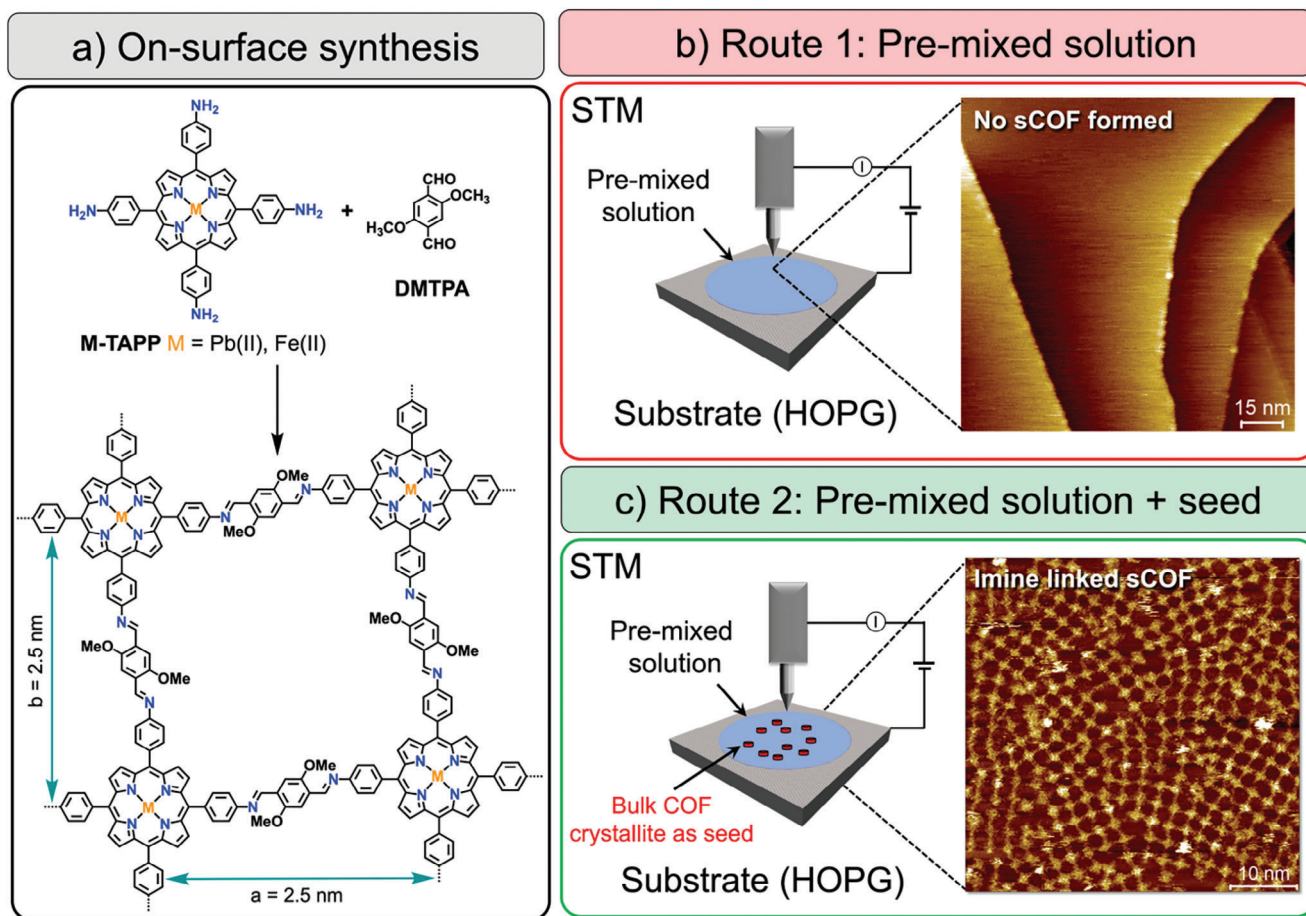 a) On-surface synthesis
NH2
H2N
N
N
N
N
M
NH2
NH2
+
CHO
OCH3
H3CO
CHO
DMTPA
M-TAPP M = Pb(II), Fe(II)
N
N
N
N
M
N
OMe
MeO
N
N
N
N
N
M
N
MeO
OMe
N
N
MeO
OMe
N
b = 2.5 nm
N
N
N
N
M
N
OMe
MeO
N
N
N
N
N
M
a = 2.5 nm
b) Route 1: Pre-mixed solution
STM
Pre-mixed
solution
I
Substrate (HOPG)
No sCOF formed
15 nm
c) Route 2: Pre-mixed solution + seed
STM
Pre-mixed
solution
I
Bulk COF
crystallite as seed
Substrate (HOPG)
Imine linked sCOF
10 nm